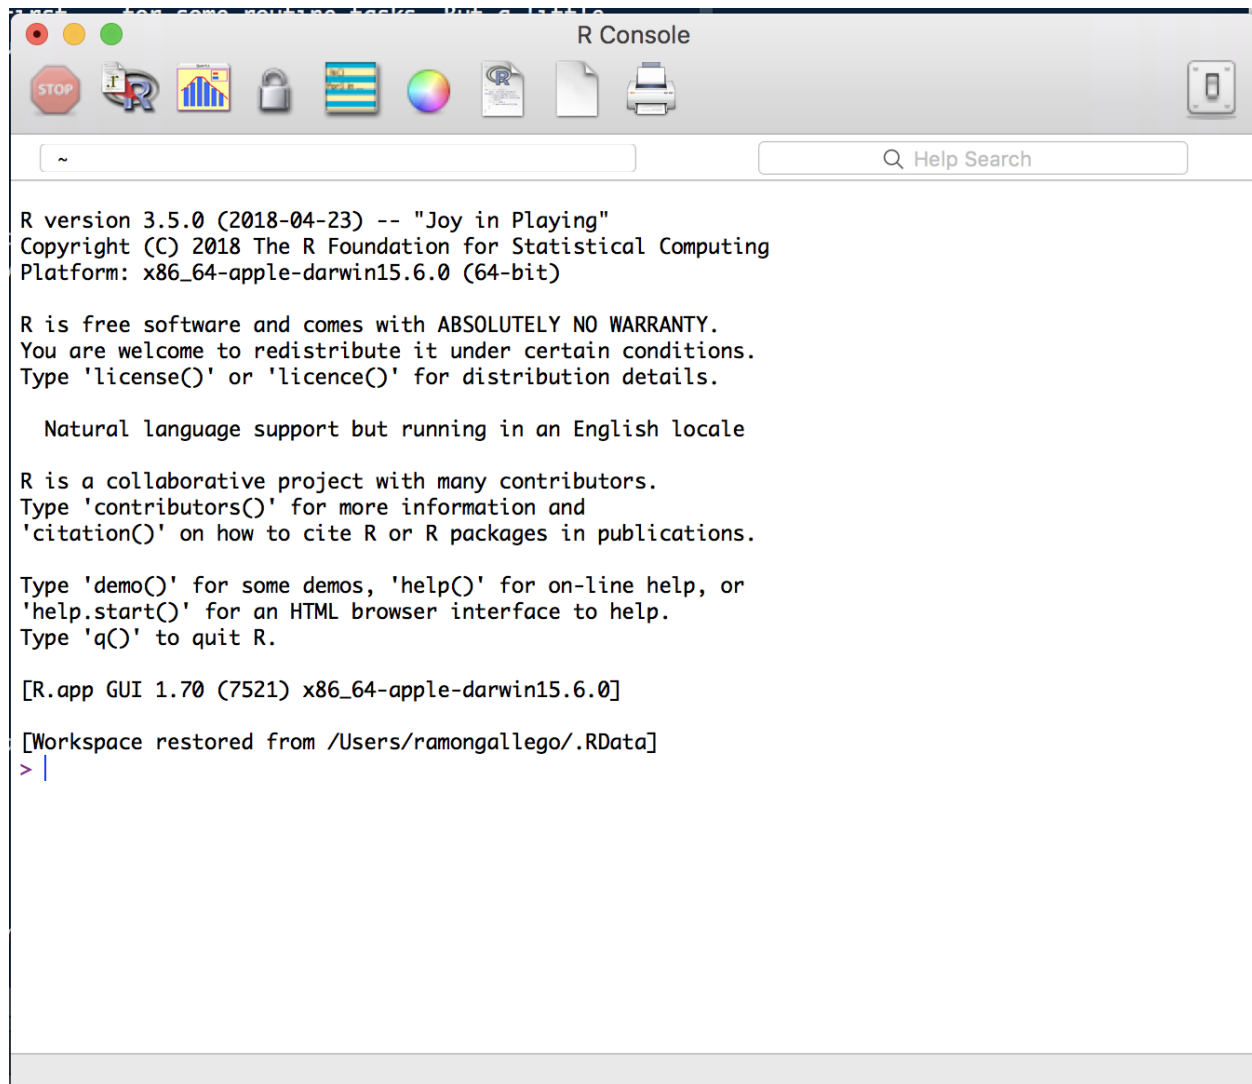 R Console
STOP
~
Help Search
R version 3.5.0 (2018-04-23) -- "Joy in Playing"
Copyright (C) 2018 The R Foundation for Statistical Computing
Platform: x86_64-apple-darwin15.6.0 (64-bit)
R is free software and comes with ABSOLUTELY NO WARRANTY.
You are welcome to redistribute it under certain conditions.
Type 'license()' or 'licence()' for distribution details.
Natural language support but running in an English locale
R is a collaborative project with many contributors.
Type 'contributors()' for more information and
'citation()' on how to cite R or R packages in publications.
Type 'demo()' for some demos, 'help()' for on-line help, or
'help.start()' for an HTML browser interface to help.
Type 'q()' to quit R.
[R.app GUI 1.70 (7521) x86_64-apple-darwin15.6.0]
[Workspace restored from /Users/ramongallego/.RData]
>